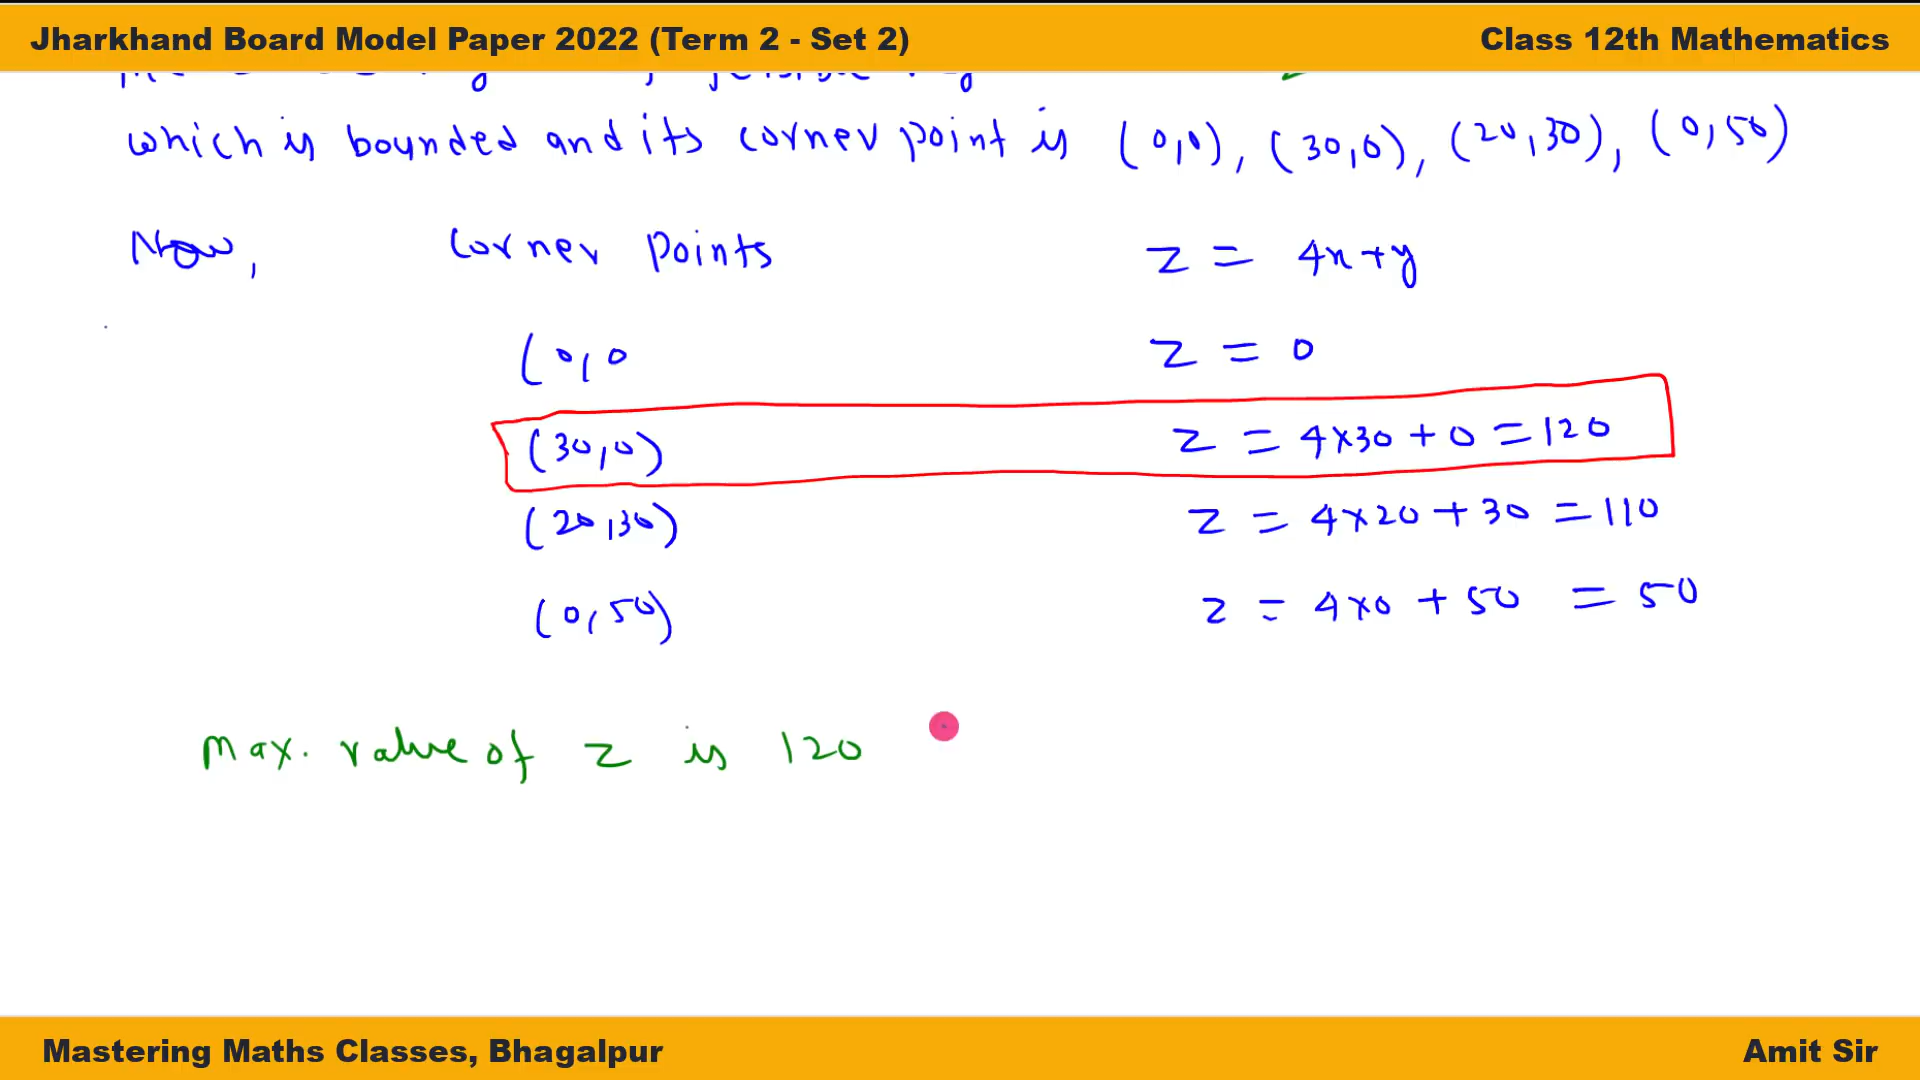 Jharkhand Board Model Paper 2022 (Term 2 - Set 2) Class 12th Mathematics
which is bounded and its corner point is (0,0), (30,0), (20,30), (0,50)
Now, Corner Points Z = 4x+y
(0,0 Z = 0
(30,0) Z = 4×30 + 0 = 120
(20,30) Z = 4×20 + 30 = 110
(0,50) Z = 4×0 + 50 = 50
Max. value of Z is 120
Mastering Maths Classes, Bhagalpur Amit Sir